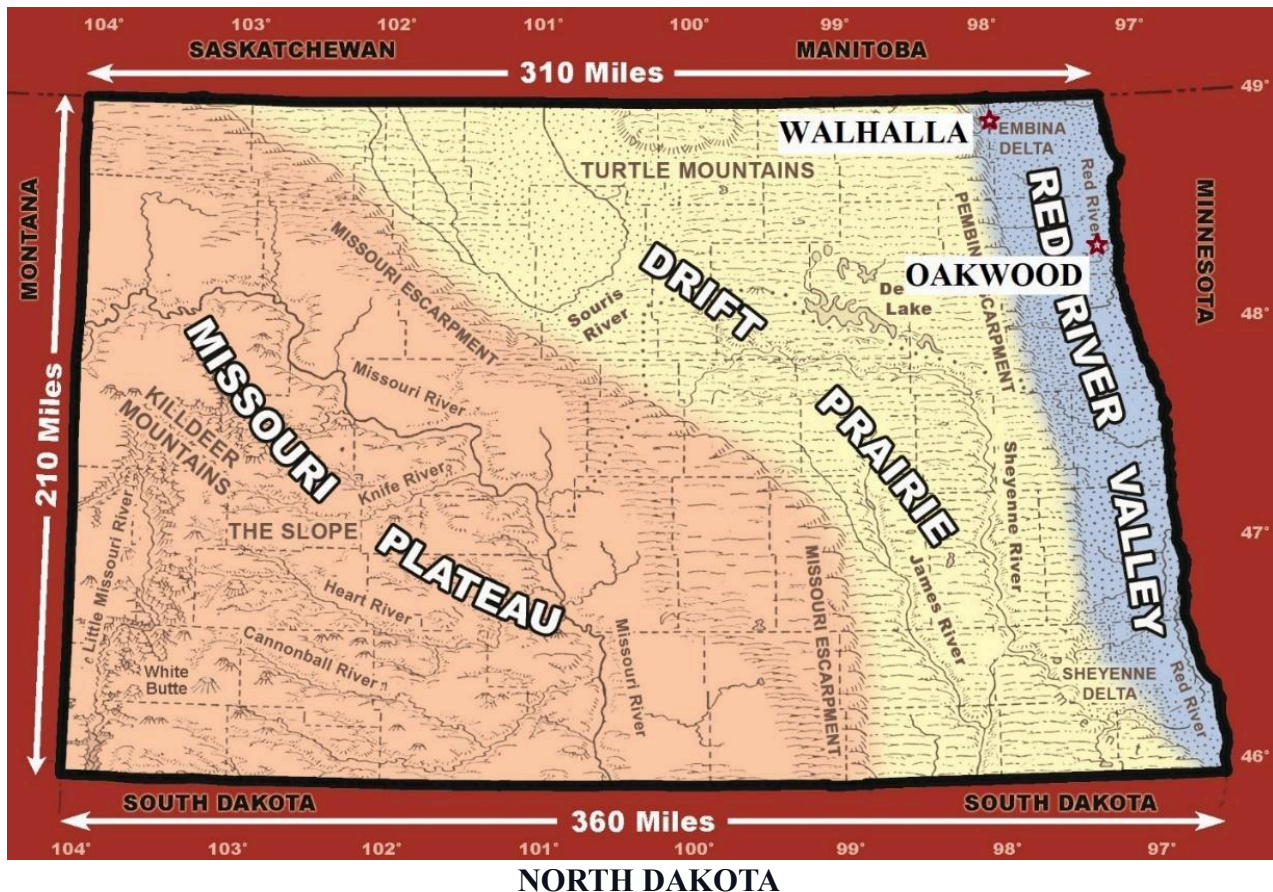 104 103 102 101 100 99 98 97
SASKATCHEWAN MANITOBA
310 Miles
49
WALHALLA
EMBINA
DELTA
TURTLE MOUNTAINS
RED RIVER VALLEY
Red River
MONTANA
MINNESOTA
MISSOURI ESCARPMENT
PEMBIN
ESCARPMENT
OAKWOOD
DRIFT PRAIRIE
De
Lake
Souris
River
48
MISSOURI PLATEAU
Missouri River
KILLDEER
MOUNTAINS
210 Miles
Knife River
Sheyenne River
THE SLOPE
47
Little Missouri River
Heart River
James River
MISSOURI ESCARPMENT
Cannonball River
Missouri River
White
Butte
SHEYENNE
DELTA
Red River
46
SOUTH DAKOTA SOUTH DAKOTA
360 Miles
104 103 102 101 100 99 98 97
NORTH DAKOTA